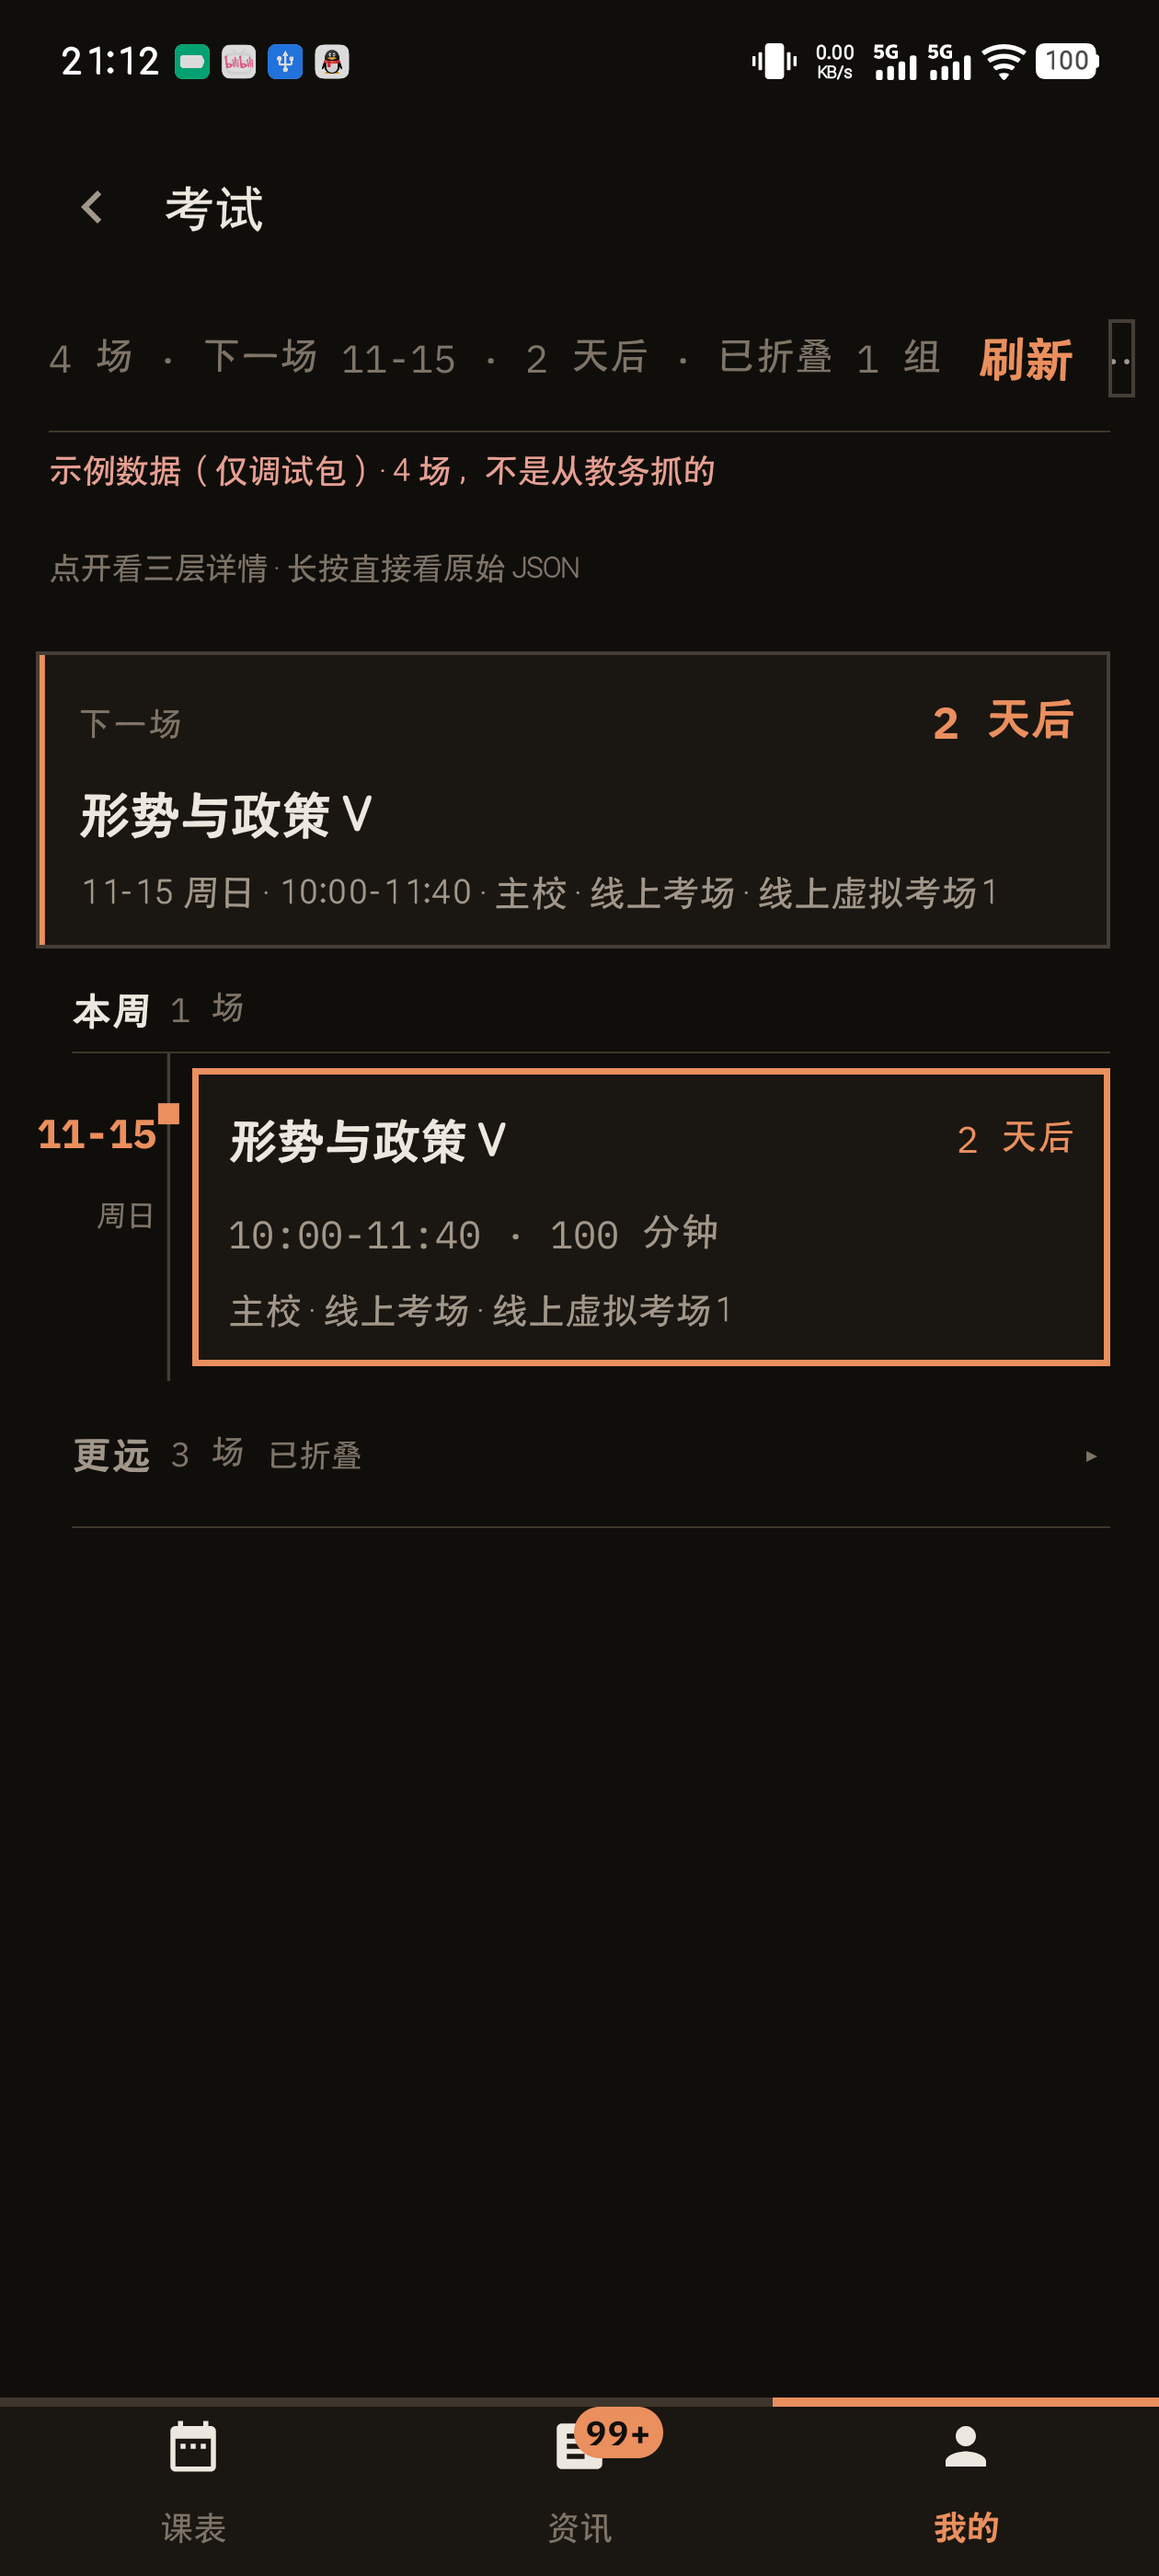 21:12 bilibili 0.00 KB/s 5G 5G 100
考试
4 场 · 下一场 11-15 · 2 天后 · 已折叠 1 组 刷新 ··
示例数据（仅调试包）· 4 场，不是从教务抓的
点开看三层详情 · 长按直接看原始 JSON
下一场 2 天后
形势与政策 V
11-15 周日 · 10:00-11:40 · 主校 · 线上考场 · 线上虚拟考场1
本周 1 场
11-15 形势与政策 V 2 天后
周日 10:00-11:40 · 100 分钟
主校 · 线上考场 · 线上虚拟考场1
更远 3 场 已折叠 ▸
99+
课表 资讯 我的